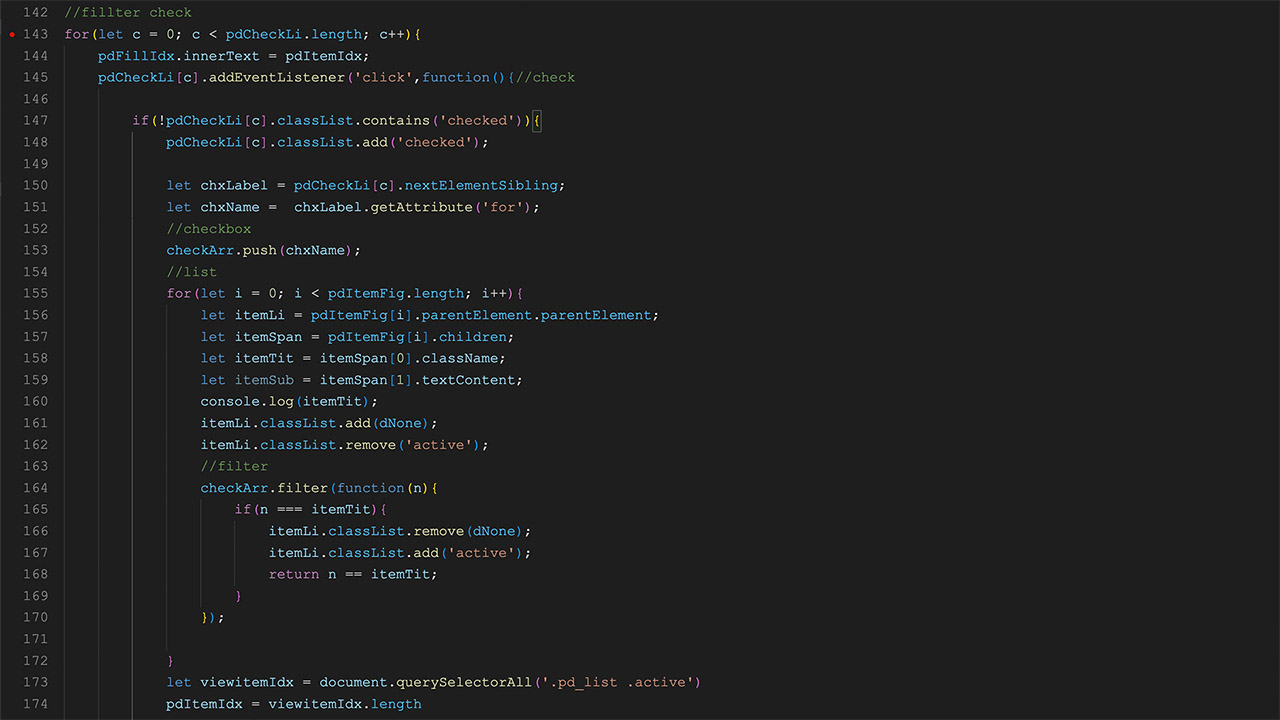 142 //fillter check
143 for(let c = 0; c < pdCheckLi.length; c++){
144 pdFillIdx.innerText = pdItemIdx;
145 pdCheckLi[c].addEventListener('click',function(){//check
146
147 if(!pdCheckLi[c].classList.contains('checked')){
148 pdCheckLi[c].classList.add('checked');
149
150 let chxLabel = pdCheckLi[c].nextElementSibling;
151 let chxName =  chxLabel.getAttribute('for');
152 //checkbox
153 checkArr.push(chxName);
154 //list
155 for(let i = 0; i < pdItemFig.length; i++){
156 let itemLi = pdItemFig[i].parentElement.parentElement;
157 let itemSpan = pdItemFig[i].children;
158 let itemTit = itemSpan[0].className;
159 let itemSub = itemSpan[1].textContent;
160 console.log(itemTit);
161 itemLi.classList.add(dNone);
162 itemLi.classList.remove('active');
163 //filter
164 checkArr.filter(function(n){
165 if(n === itemTit){
166 itemLi.classList.remove(dNone);
167 itemLi.classList.add('active');
168 return n == itemTit;
169 }
170 });
171
172 }
173 let viewitemIdx = document.querySelectorAll('.pd_list .active')
174 pdItemIdx = viewitemIdx.length